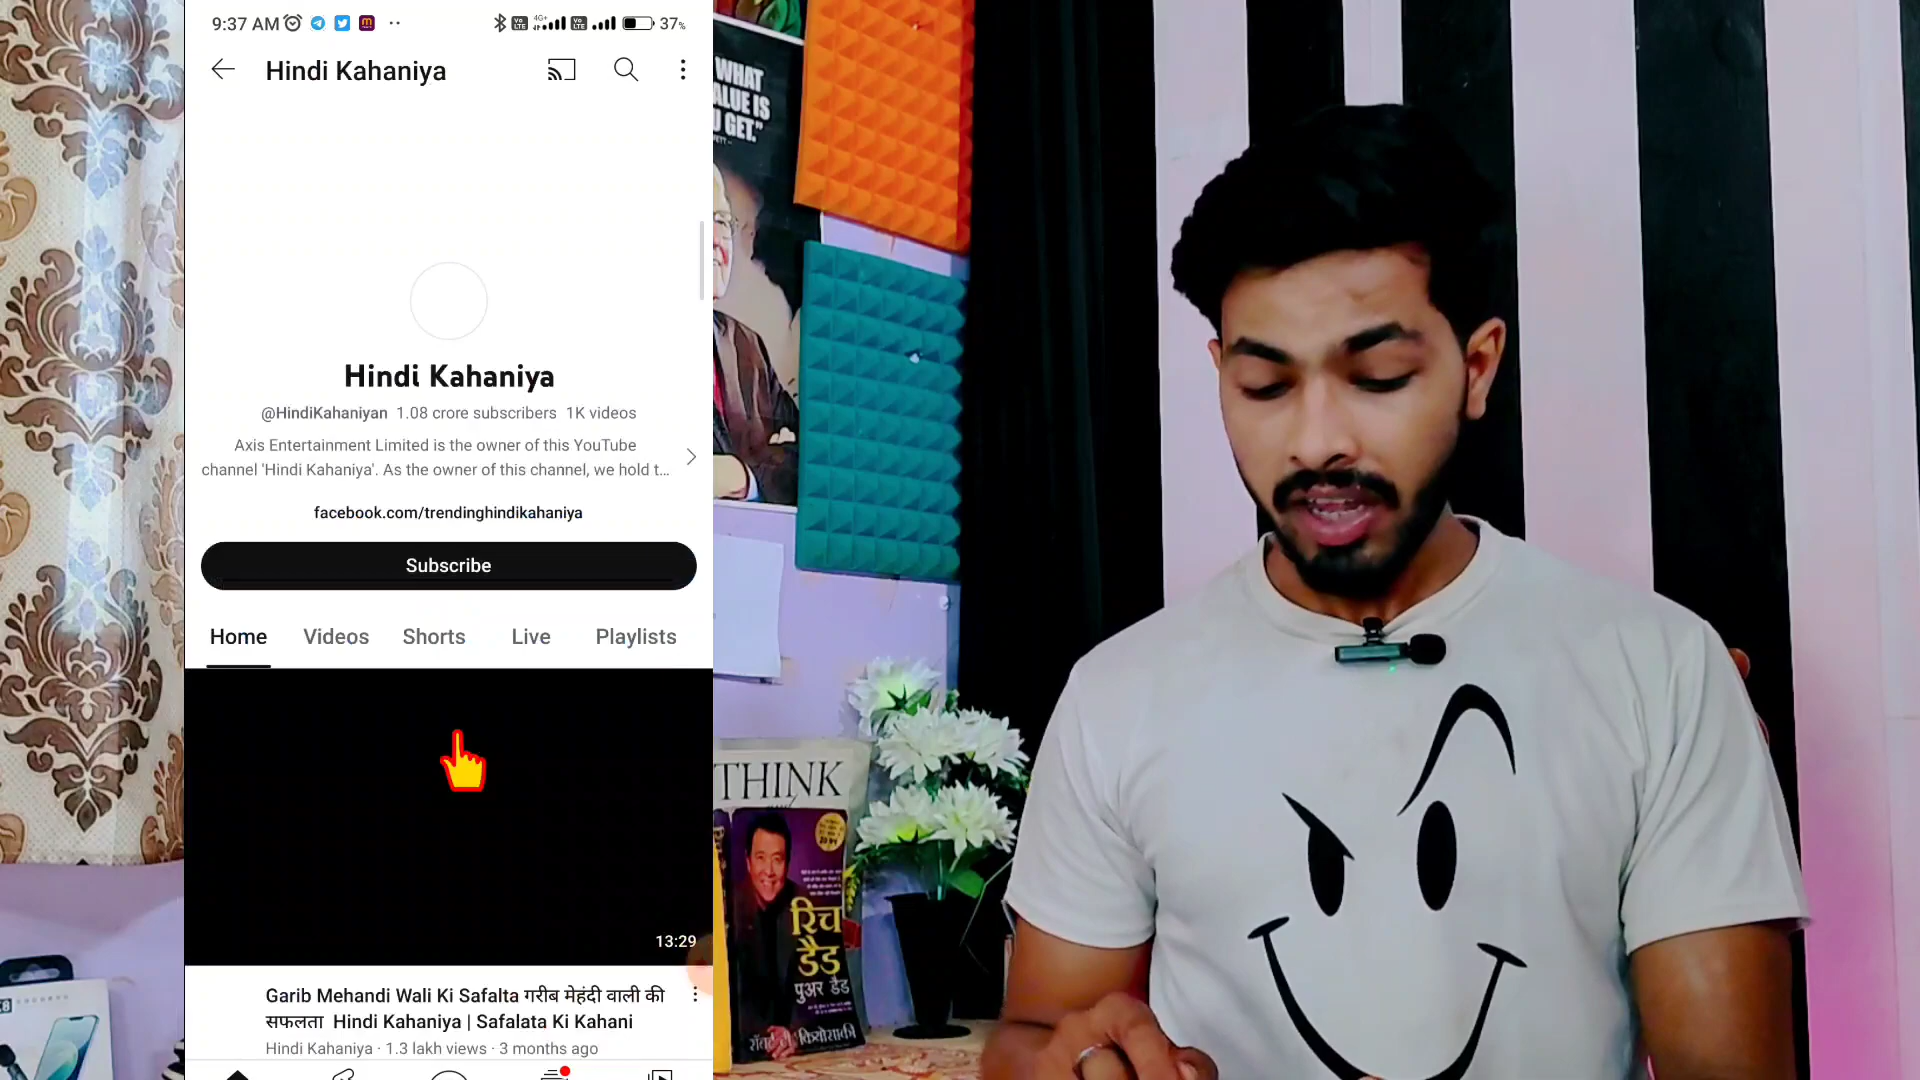 9:37 AM
4G+
37%
Hindi Kahaniya
Hindi Kahaniya
@HindiKahaniyan 1.08 crore subscribers 1K videos
Axis Entertainment Limited is the owner of this YouTube
channel 'Hindi Kahaniya'. As the owner of this channel, we hold t...
facebook.com/trendinghindikahaniya
Subscribe
Home Videos Shorts Live Playlists
13:29
Garib Mehandi Wali Ki Safalta गरीब मेहंदी वाली की
सफलता Hindi Kahaniya | Safalata Ki Kahani
Hindi Kahaniya · 1.3 lakh views · 3 months ago
WHAT
ALUE IS
U GET."
THINK
रिच
डैड
पुअर डैड
रॉबर्ट टी. कियोसाकी